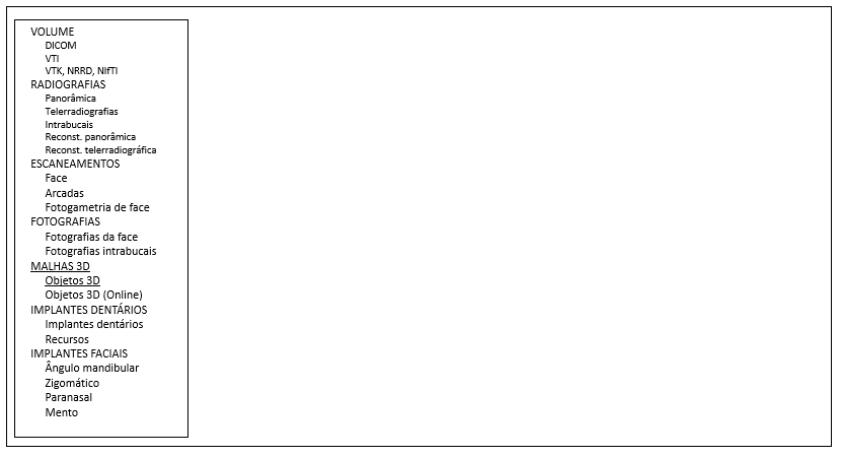 VOLUME
DICOM
VTI
VTK, NRRD, NIfTI
RADIOGRAFIAS
Panorâmica
Telerradiografias
Intrabucais
Reconst. panorâmica
Reconst. telerradiográfica
ESCANEAMENTOS
Face
Arcadas
Fotogametria de face
FOTOGRAFIAS
Fotografias da face
Fotografias intrabucais
MALHAS 3D
Objetos 3D
Objetos 3D (Online)
IMPLANTES DENTÁRIOS
Implantes dentários
Recursos
IMPLANTES FACIAIS
Ângulo mandibular
Zigomático
Paranasal
Mento